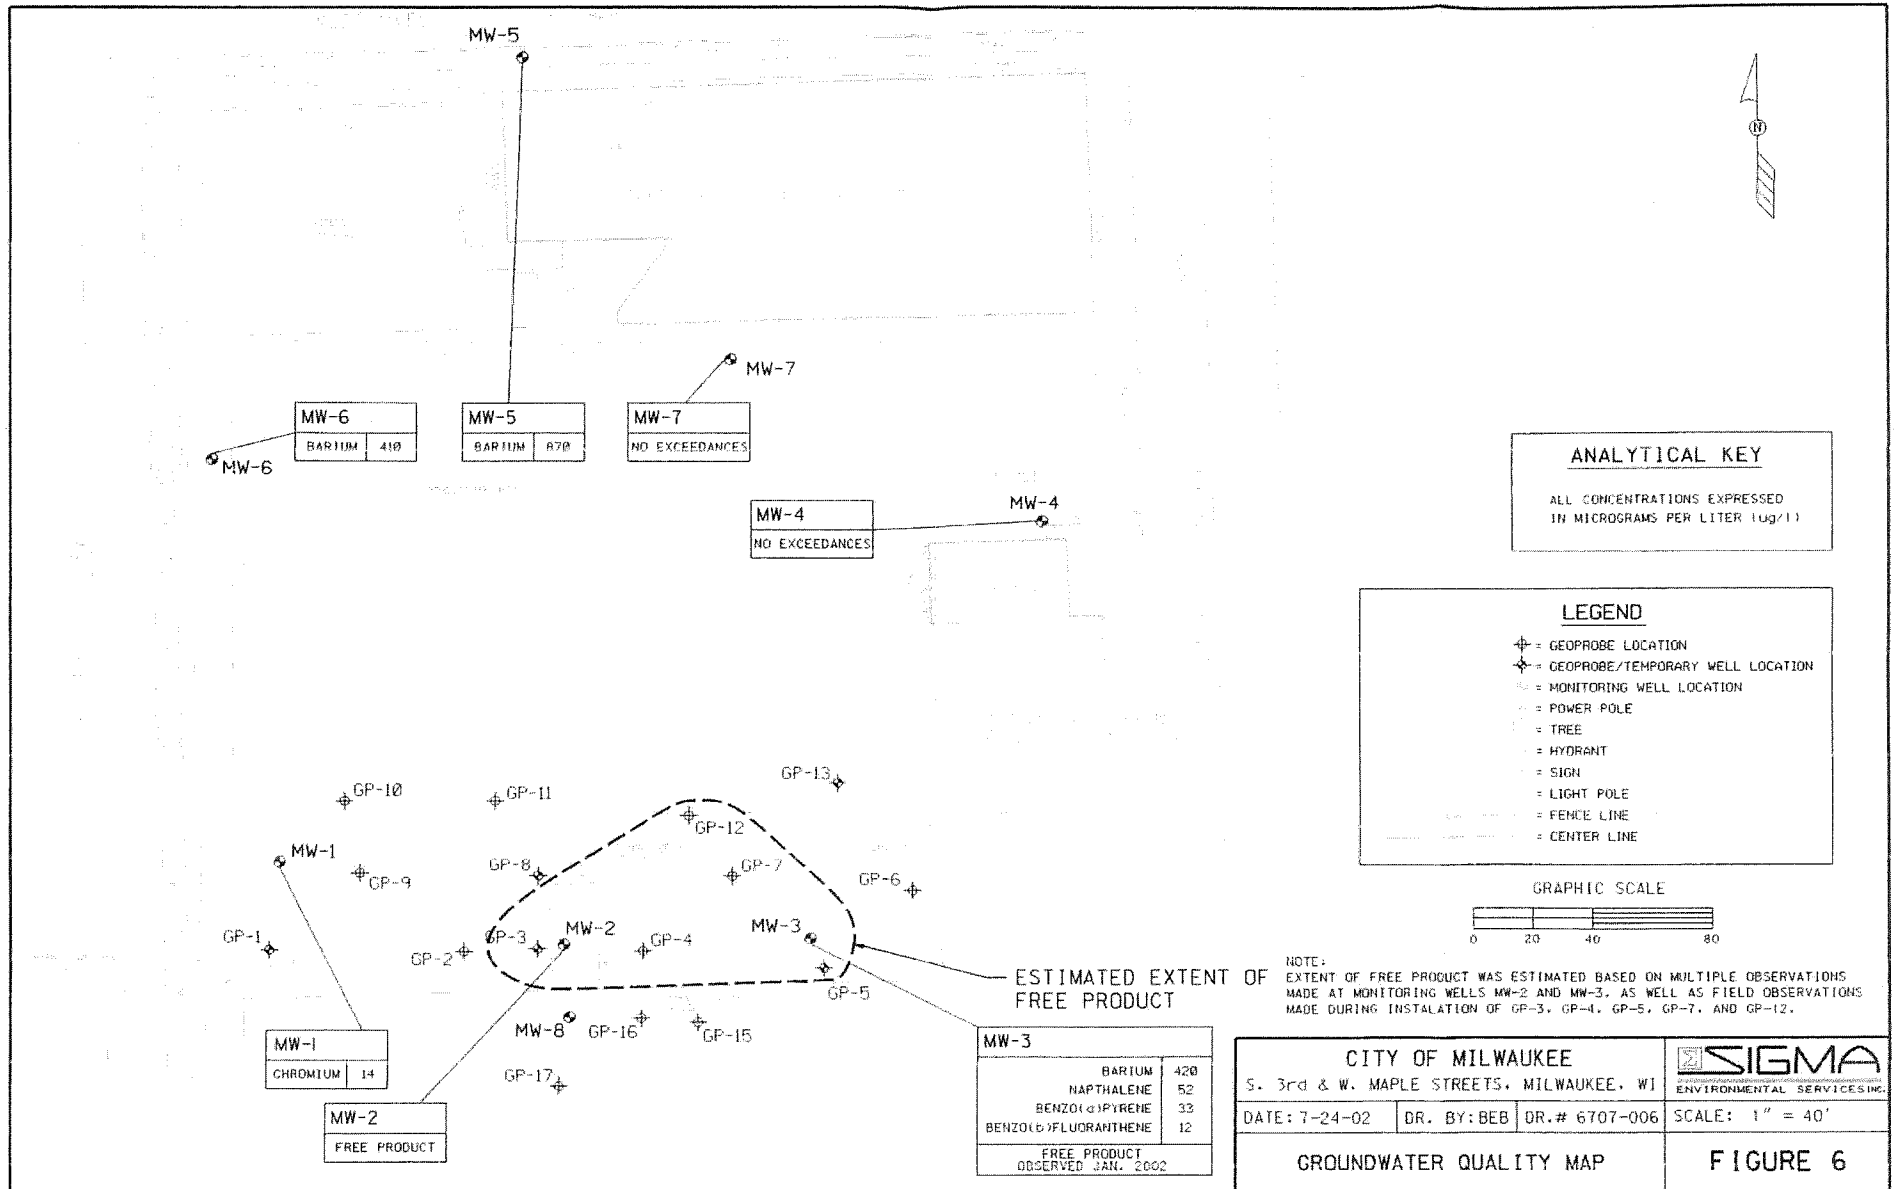 MW-5
N
MW-7
MW-6
BARIUM 410
MW-5
BARIUM 870
MW-7
NO EXCEEDANCES
MW-6
MW-4
NO EXCEEDANCES
MW-4
ANALYTICAL KEY
ALL CONCENTRATIONS EXPRESSED
IN MICROGRAMS PER LITER (ug/l)
LEGEND
= GEOPROBE LOCATION
= GEOPROBE/TEMPORARY WELL LOCATION
= MONITORING WELL LOCATION
= POWER POLE
= TREE
= HYDRANT
= SIGN
= LIGHT POLE
= FENCE LINE
= CENTER LINE
GRAPHIC SCALE
0 20 40 80
GP-13
GP-10
GP-11
GP-12
MW-1
GP-9
GP-8
GP-7
GP-6
GP-1
GP-2
GP-3
MW-2
GP-4
MW-3
GP-5
MW-8
GP-16
GP-15
GP-17
ESTIMATED EXTENT OF
FREE PRODUCT
NOTE:
EXTENT OF FREE PRODUCT WAS ESTIMATED BASED ON MULTIPLE OBSERVATIONS
MADE AT MONITORING WELLS MW-2 AND MW-3, AS WELL AS FIELD OBSERVATIONS
MADE DURING INSTALATION OF GP-3, GP-4, GP-5, GP-7, AND GP-12.
MW-1
CHROMIUM 14
MW-2
FREE PRODUCT
MW-3
BARIUM 420
NAPTHALENE 52
BENZO(a)PYRENE 33
BENZO(b)FLUORANTHENE 12
FREE PRODUCT
OBSERVED JAN. 2002
CITY OF MILWAUKEE
S. 3rd & W. MAPLE STREETS, MILWAUKEE, WI
SIGMA
ENVIRONMENTAL SERVICES INC.
DATE: 7-24-02 DR. BY: BEB DR.# 6707-006 SCALE: 1" = 40'
GROUNDWATER QUALITY MAP
FIGURE 6